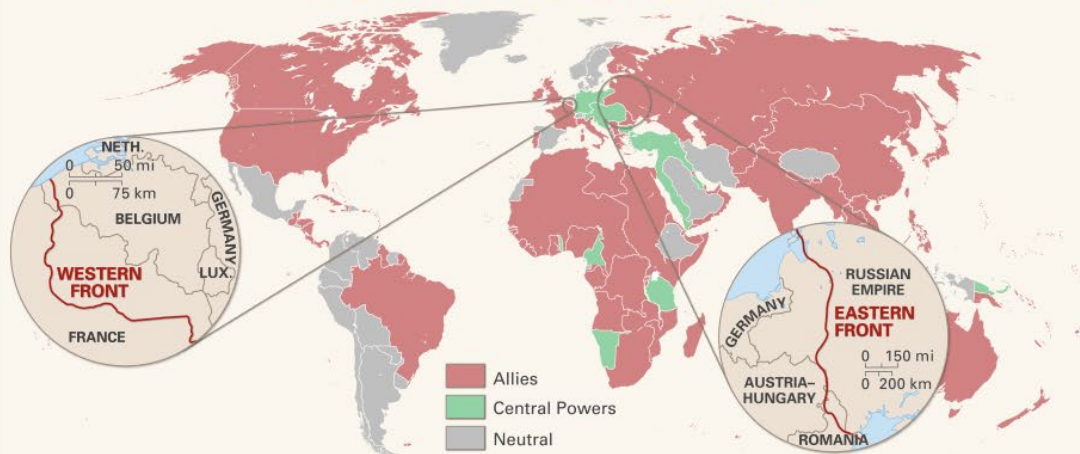 NETH.
0 50 mi
0 75 km
BELGIUM
GERMANY
LUX.
WESTERN
FRONT
FRANCE
Allies
Central Powers
Neutral
RUSSIAN
EMPIRE
GERMANY
EASTERN
FRONT
0 150 mi
0 200 km
AUSTRIA–
HUNGARY
ROMANIA